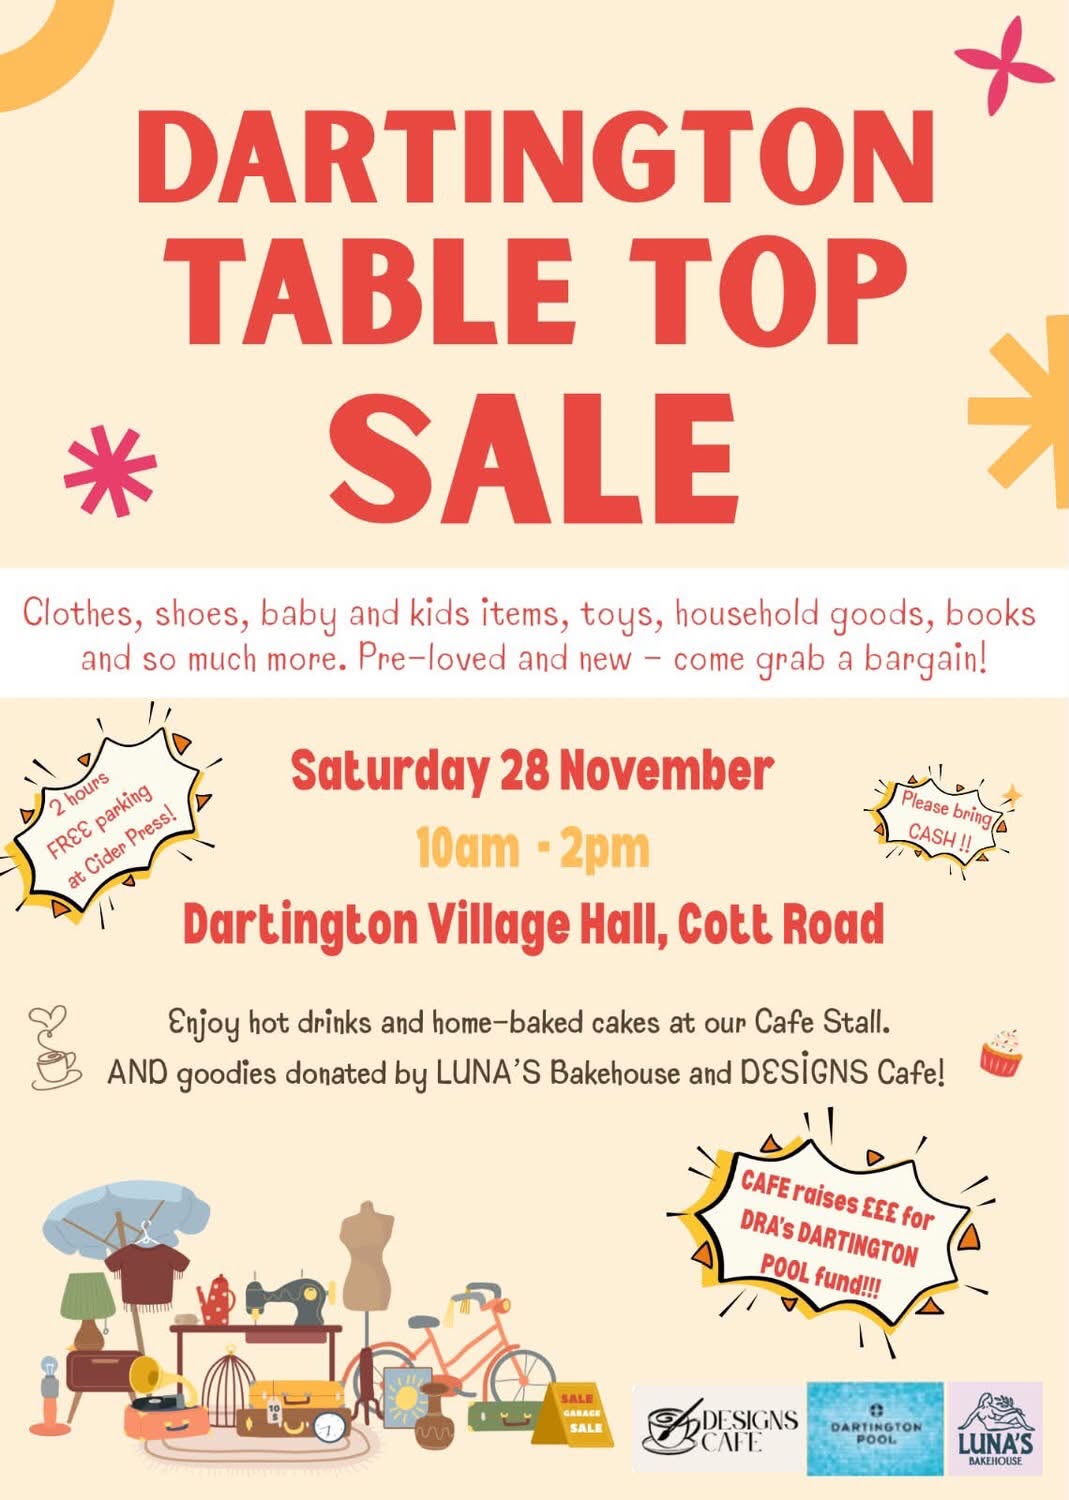 DARTINGTON
TABLE TOP
SALE
Clothes, shoes, baby and kids items, toys, household goods, books
and so much more. Pre-loved and new - come grab a bargain!
2 hours
FREE parking
at Cider Press!
Saturday 28 November
10am - 2pm
Dartington Village Hall, Cott Road
Please bring
CASH !!
Enjoy hot drinks and home-baked cakes at our Cafe Stall.
AND goodies donated by LUNA'S Bakehouse and DESiGNS Cafe!
CAFE raises £££ for
DRA's DARTINGTON
POOL fund!!!
10
$
SALE
GARAGE
SALE
DESIGNS
CAFE
DARTINGTON
POOL
LUNA'S
BAKEHOUSE